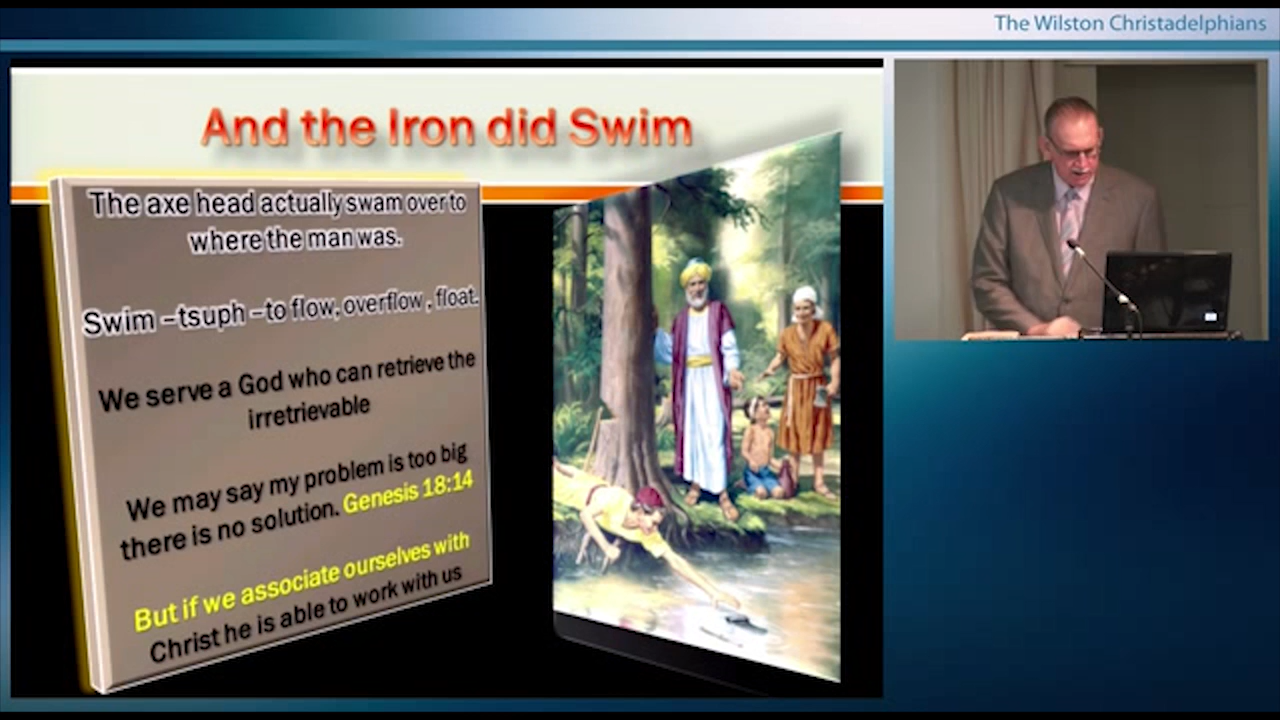 The Wilston Christadelphians
And the Iron did Swim
The axe head actually swam over to
where the man was.
Swim –tsuph –to flow, overflow , float.
We serve a God who can retrieve the
irretrievable
We may say my problem is too big
there is no solution. Genesis 18:14
But if we associate ourselves with
Christ he is able to work with us